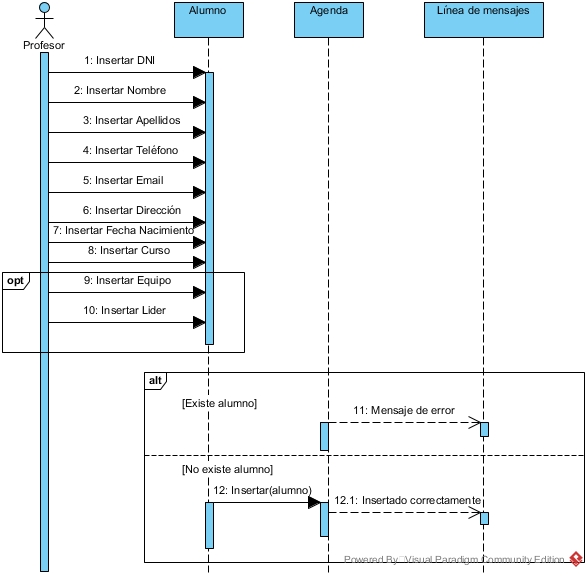 Profesor
Alumno
Agenda
Línea de mensajes
1: Insertar DNI
2: Insertar Nombre
3: Insertar Apellidos
4: Insertar Teléfono
5: Insertar Email
6: Insertar Dirección
7: Insertar Fecha Nacimiento
8: Insertar Curso
opt
9: Insertar Equipo
10: Insertar Lider
alt
[Existe alumno]
11: Mensaje de error
[No existe alumno]
12: Insertar(alumno)
12.1: Insertado correctamente
Powered By Visual Paradigm Community Edition